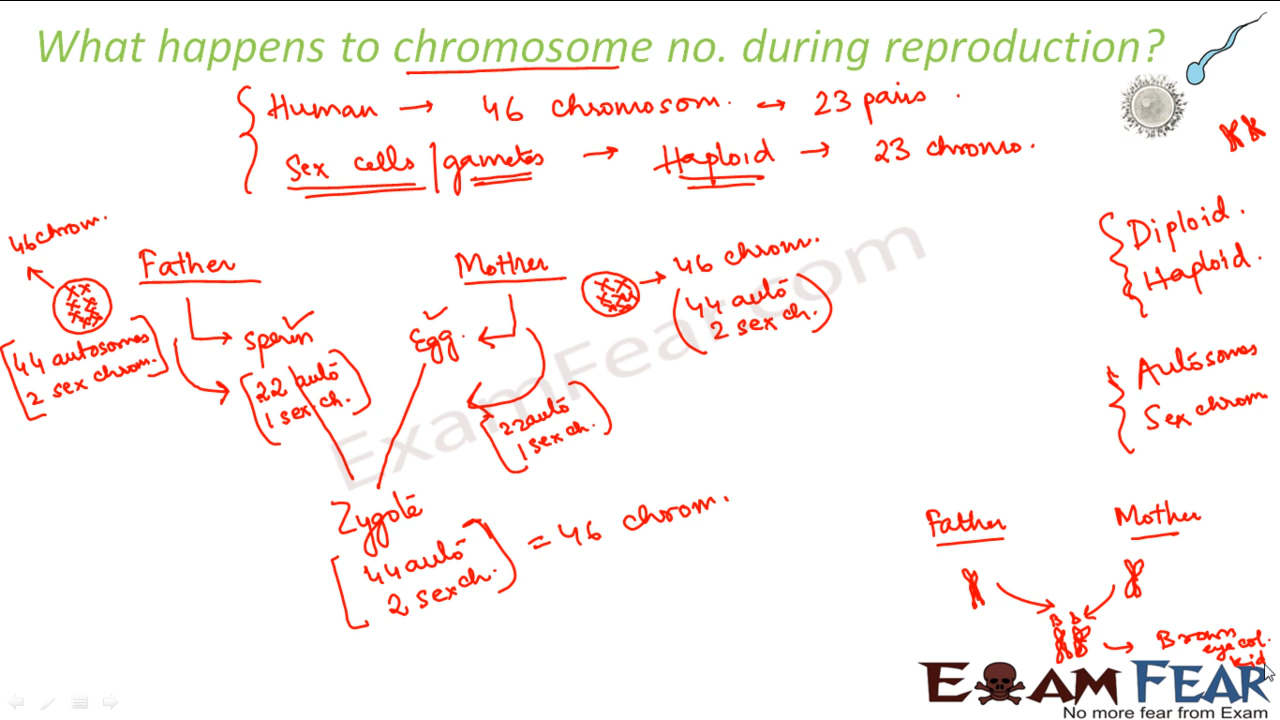 What happens to chromosome no. during reproduction?
Human → 46 chromosom. ↔ 23 pairs.
Sex cells | gametes → Haploid → 23 chromo.
46 chrom.
Father
44 autosomes
2 sex chrom.
sperm
22 auto
1 sex ch.
Mother
46 chrom.
44 auto
2 sex ch.
Egg.
22 auto
1 sex ch.
Zygote
44 auto
2 sex ch.
= 46 chrom.
Diploid.
Haploid.
Autosomes
Sex chrom
Father
Mother
B B
→ Brown
eye col.
kid
ExamFear.com
EXAM FEAR
No more fear from Exam